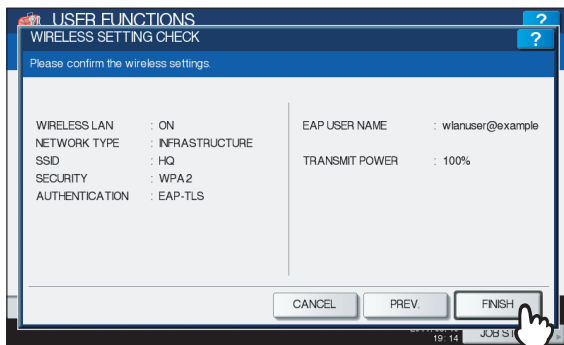 USER FUNCTIONS
?
WIRELESS SETTING CHECK
?
Please confirm the wireless settings.
WIRELESS LAN : ON
NETWORK TYPE : INFRASTRUCTURE
SSID : HQ
SECURITY : WPA2
AUTHENTICATION : EAP-TLS
EAP USER NAME : wlanuser@example
TRANSMIT POWER : 100%
CANCEL
PREV.
FINISH
19:14
JOB